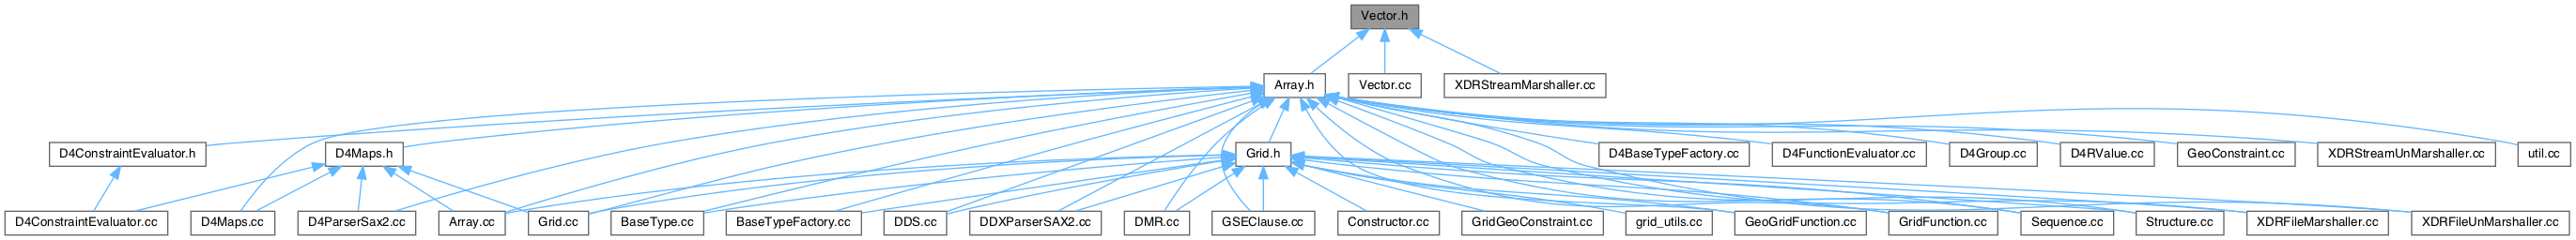 Vector.h
Array.h
Vector.cc
XDRStreamMarshaller.cc
D4ConstraintEvaluator.h
D4Maps.h
Grid.h
D4BaseTypeFactory.cc
D4FunctionEvaluator.cc
D4Group.cc
D4RValue.cc
GeoConstraint.cc
XDRStreamUnMarshaller.cc
util.cc
D4ConstraintEvaluator.cc
D4Maps.cc
D4ParserSax2.cc
Array.cc
Grid.cc
BaseType.cc
BaseTypeFactory.cc
DDS.cc
DDXParserSAX2.cc
DMR.cc
GSEClause.cc
Constructor.cc
GridGeoConstraint.cc
grid_utils.cc
GeoGridFunction.cc
GridFunction.cc
Sequence.cc
Structure.cc
XDRFileMarshaller.cc
XDRFileUnMarshaller.cc